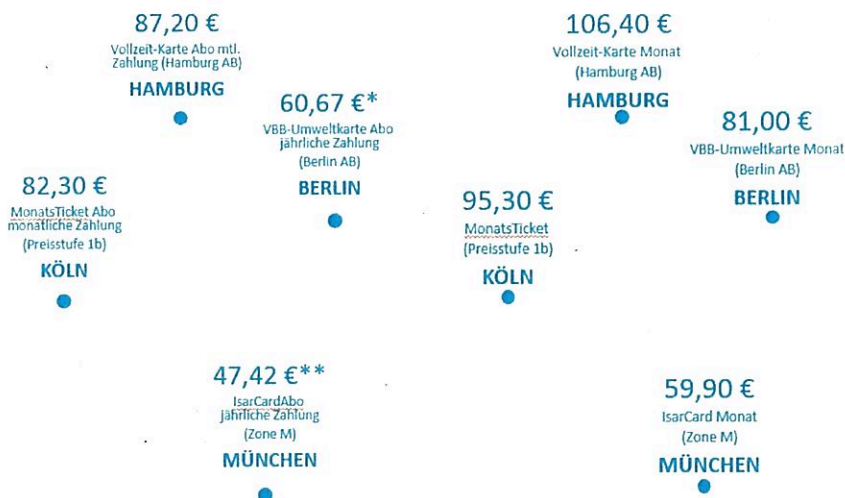 87,20 €
Vollzeit-Karte Abo mtl.
Zahlung (Hamburg AB)
HAMBURG
60,67 €*
VBB-Umweltkarte Abo
jährliche Zahlung
(Berlin AB)
BERLIN
82,30 €
MonatsTicket Abo
monatliche Zahlung
(Preisstufe 1b)
KÖLN
47,42 €**
IsarCardAbo
jährliche Zahlung
(Zone M)
MÜNCHEN
106,40 €
Vollzeit-Karte Monat
(Hamburg AB)
HAMBURG
81,00 €
VBB-Umweltkarte Monat
(Berlin AB)
BERLIN
95,30 €
MonatsTicket
(Preisstufe 1b)
KÖLN
59,90 €
IsarCard Monat
(Zone M)
MÜNCHEN